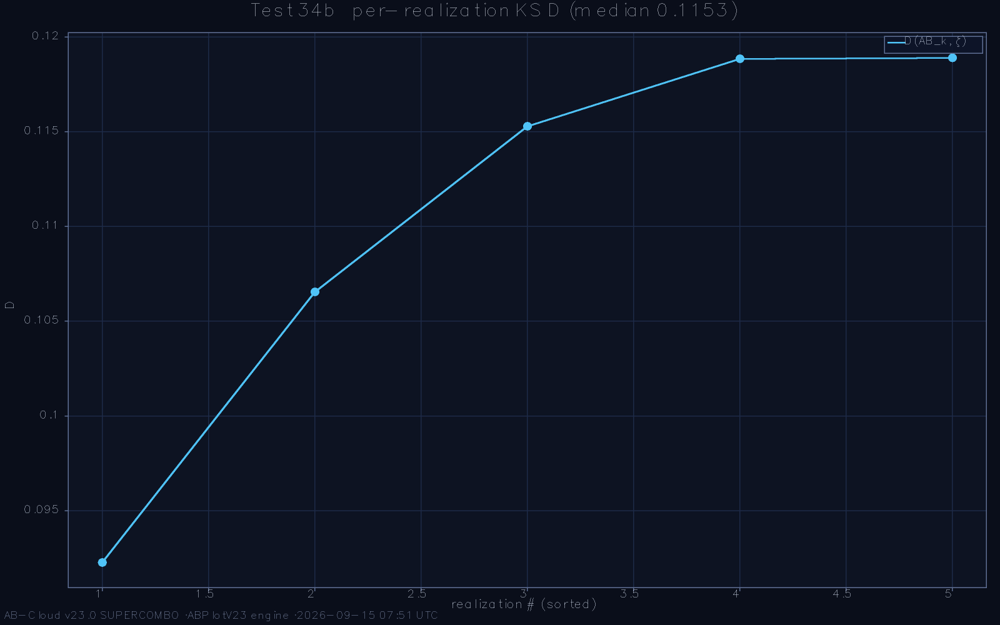 Test34b per-realization KS D (median 0.1153)
D(AB_k, ζ)
0.12
0.115
0.11
0.105
0.1
0.095
D
1 1.5 2 2.5 3 3.5 4 4.5 5
realization # (sorted)
AB-Cloud v23.0 SUPERCOMBO ·ABPlotV23 engine ·2026-09-15 07:51 UTC